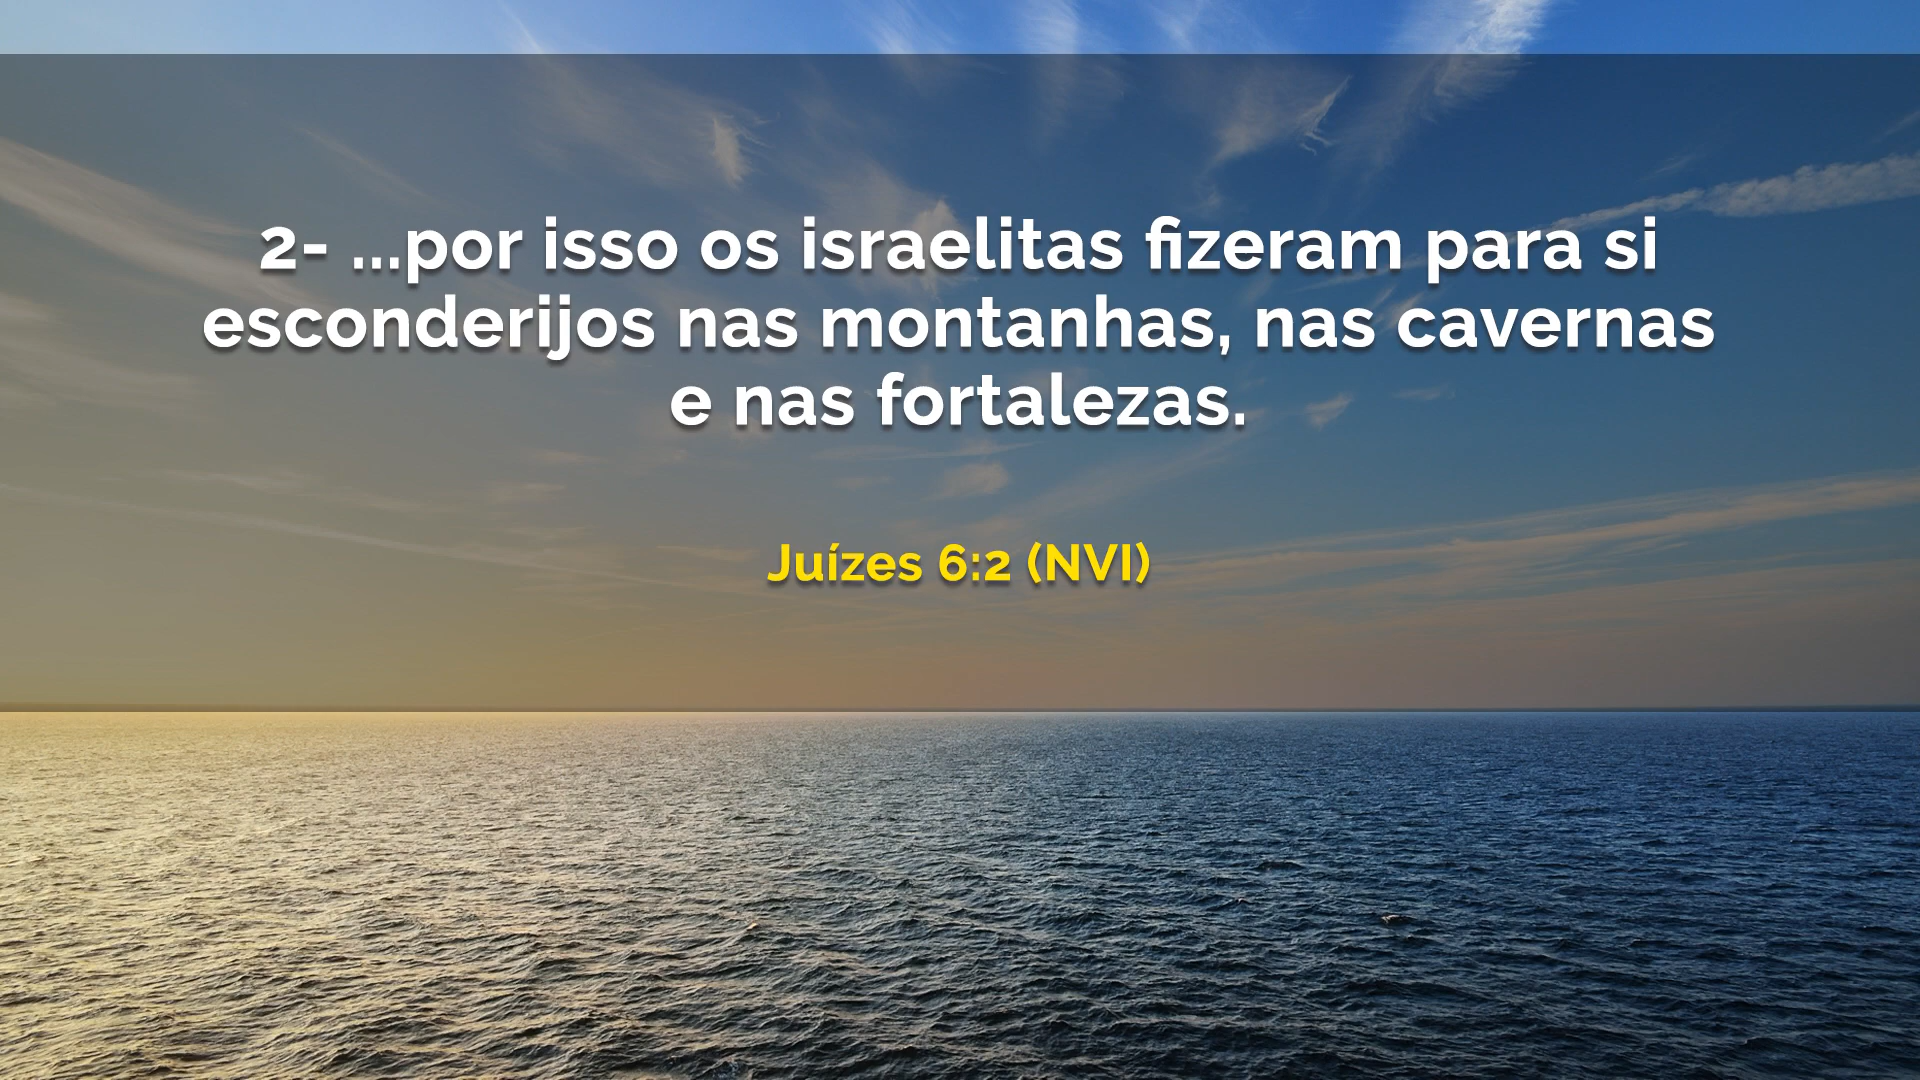 2- ...por isso os israelitas fizeram para si
esconderijos nas montanhas, nas cavernas
e nas fortalezas.
Juízes 6:2 (NVI)